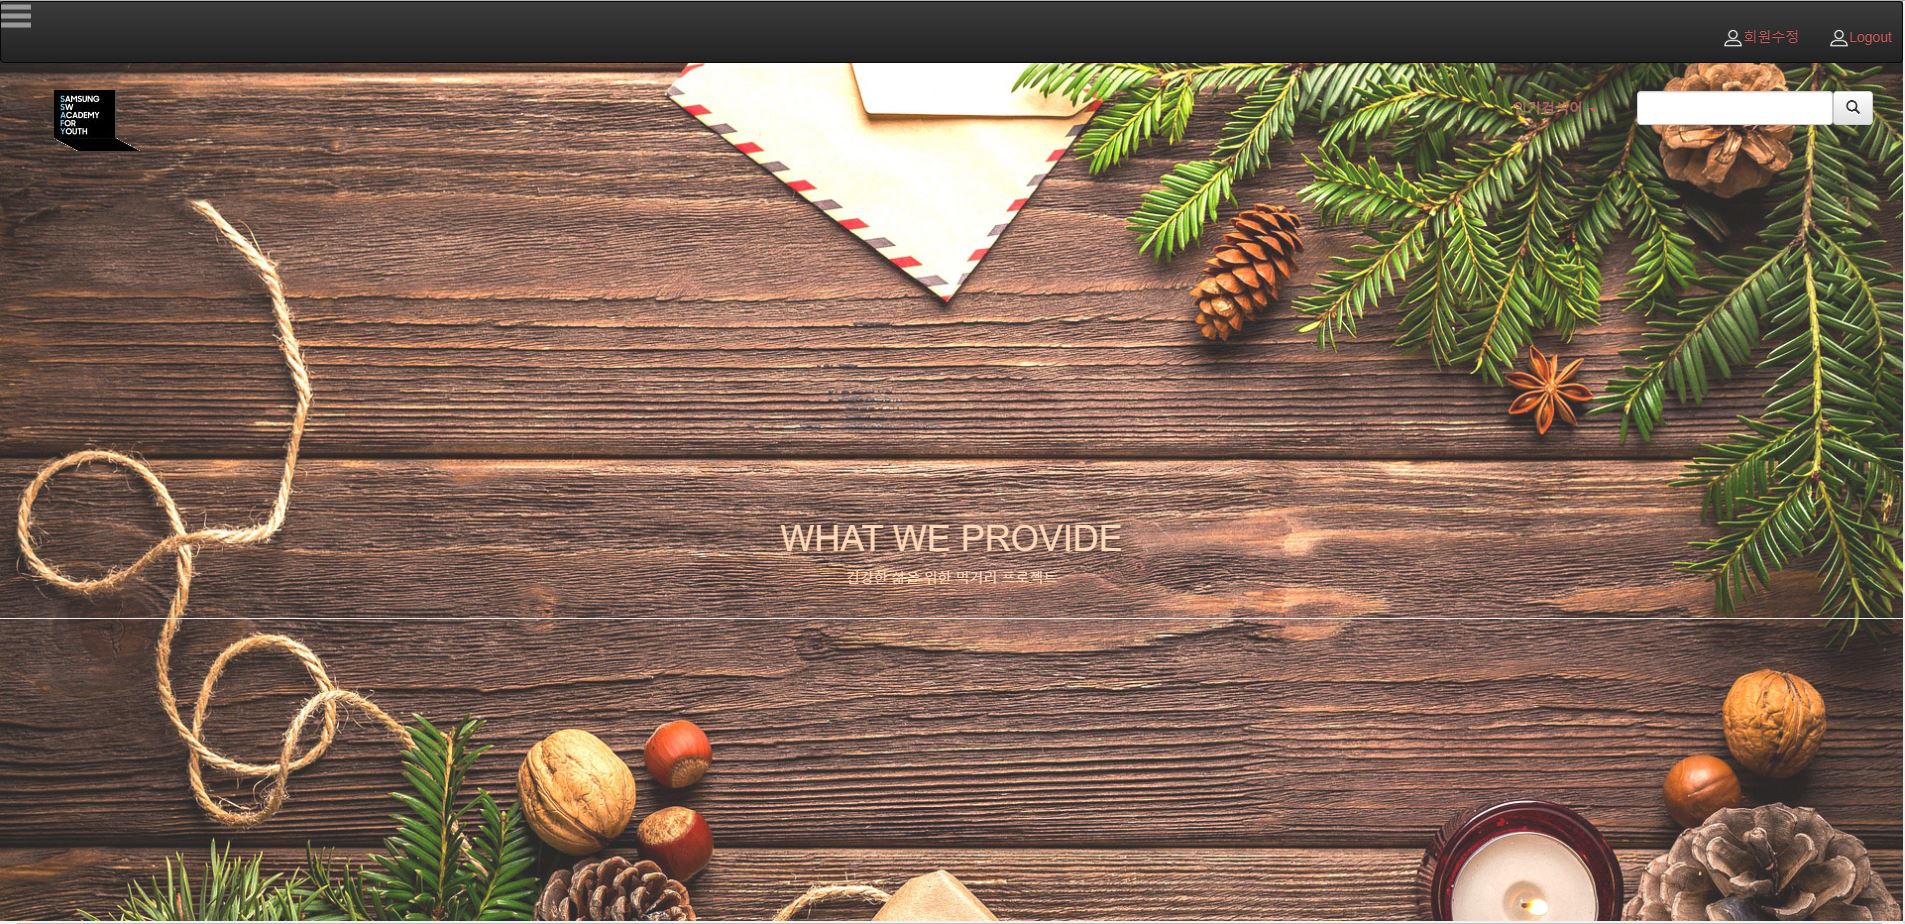 회원수정
Logout
SAMSUNG
SW
ACADEMY
FOR
YOUTH
인기검색어
WHAT WE PROVIDE
건강한 삶을 위한 먹거리 프로젝트